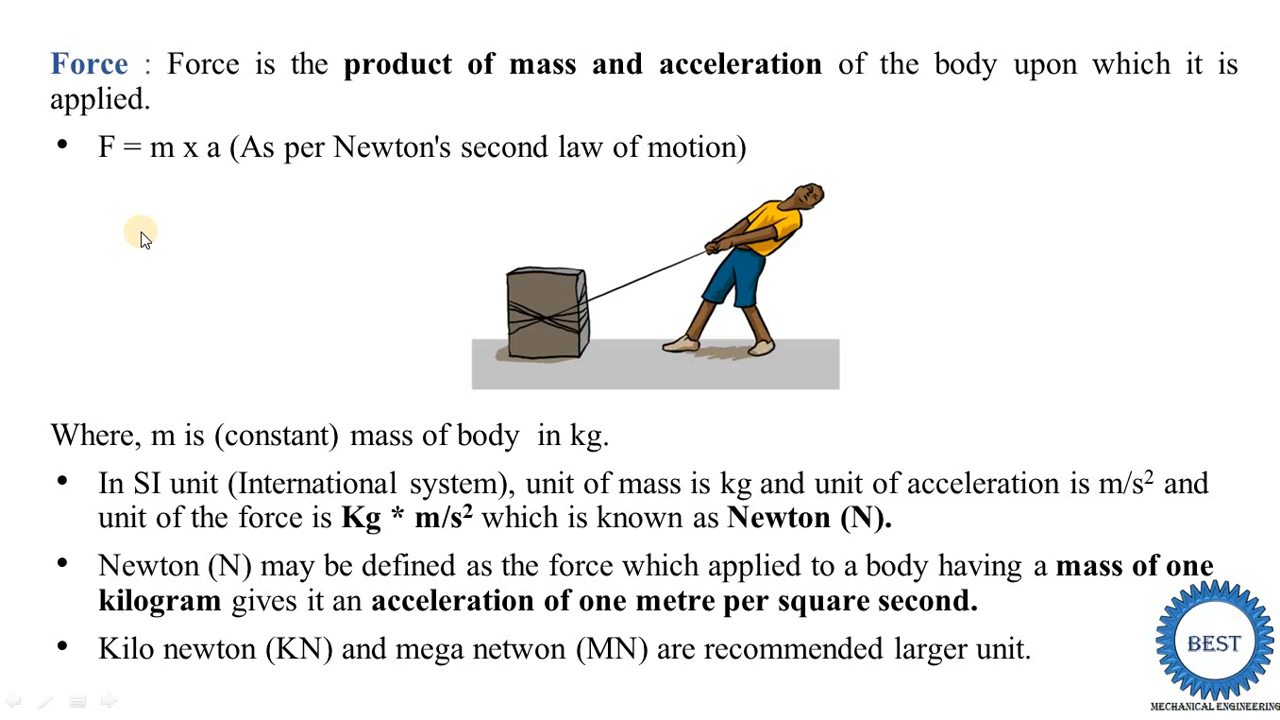 Force : Force is the product of mass and acceleration of the body upon which it is
applied.
• F = m x a (As per Newton's second law of motion)
Where, m is (constant) mass of body in kg.
• In SI unit (International system), unit of mass is kg and unit of acceleration is m/s² and
unit of the force is Kg * m/s² which is known as Newton (N).
• Newton (N) may be defined as the force which applied to a body having a mass of one
kilogram gives it an acceleration of one metre per square second.
• Kilo newton (KN) and mega netwon (MN) are recommended larger unit.
BEST
MECHANICAL ENGINEERING